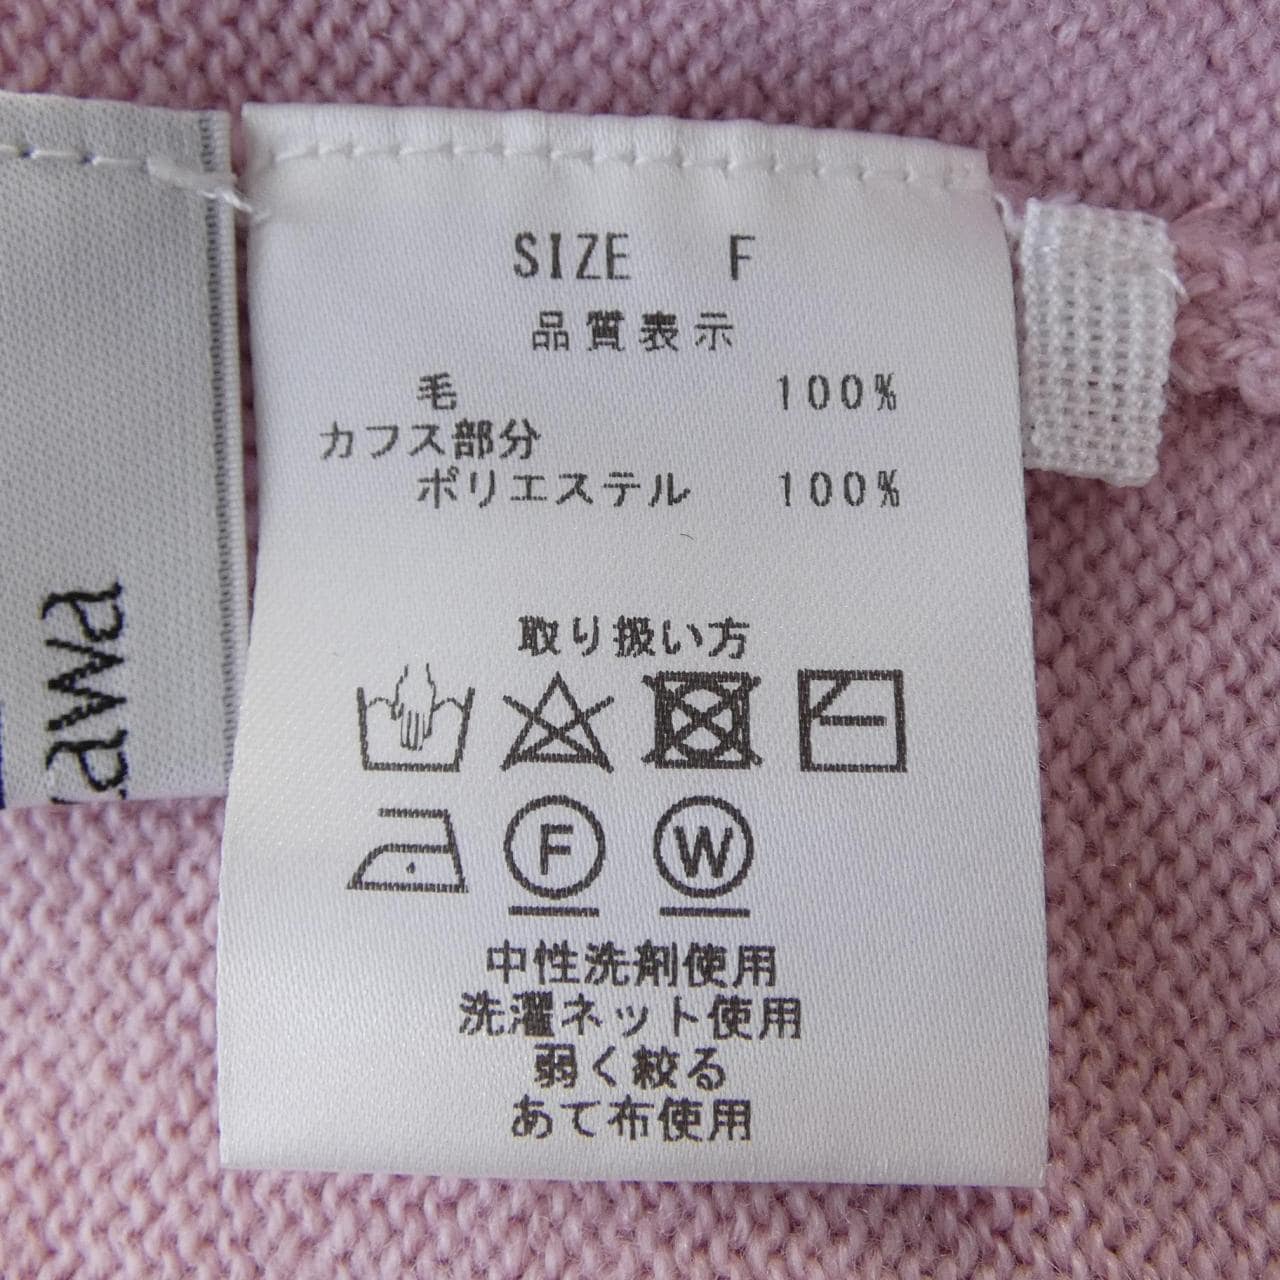 SIZE F
品質表示
毛 100%
カフス部分
ポリエステル 100%
取り扱い方
F W
中性洗剤使用
洗濯ネット使用
弱く絞る
あて布使用
awa